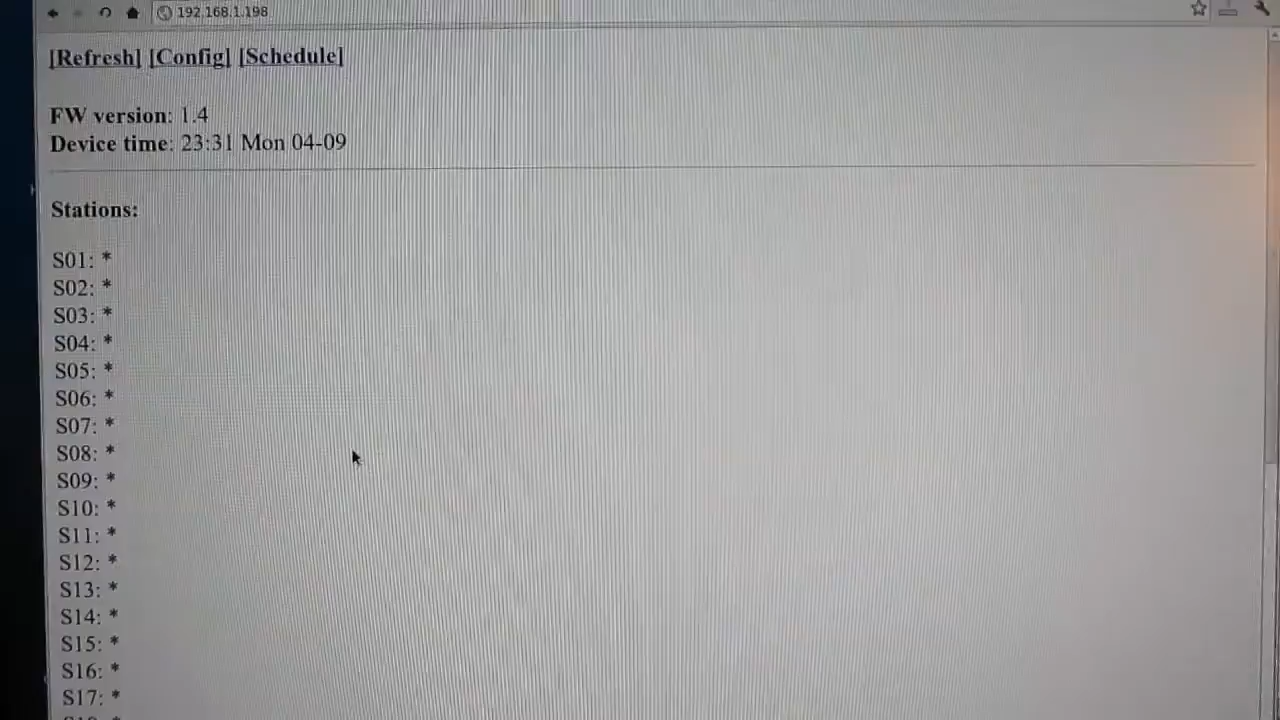 192.168.1.198
[Refresh] [Config] [Schedule]
FW version: 1.4
Device time: 23:31 Mon 04-09
Stations:
S01: *
S02: *
S03: *
S04: *
S05: *
S06: *
S07: *
S08: *
S09: *
S10: *
S11: *
S12: *
S13: *
S14: *
S15: *
S16: *
S17: *